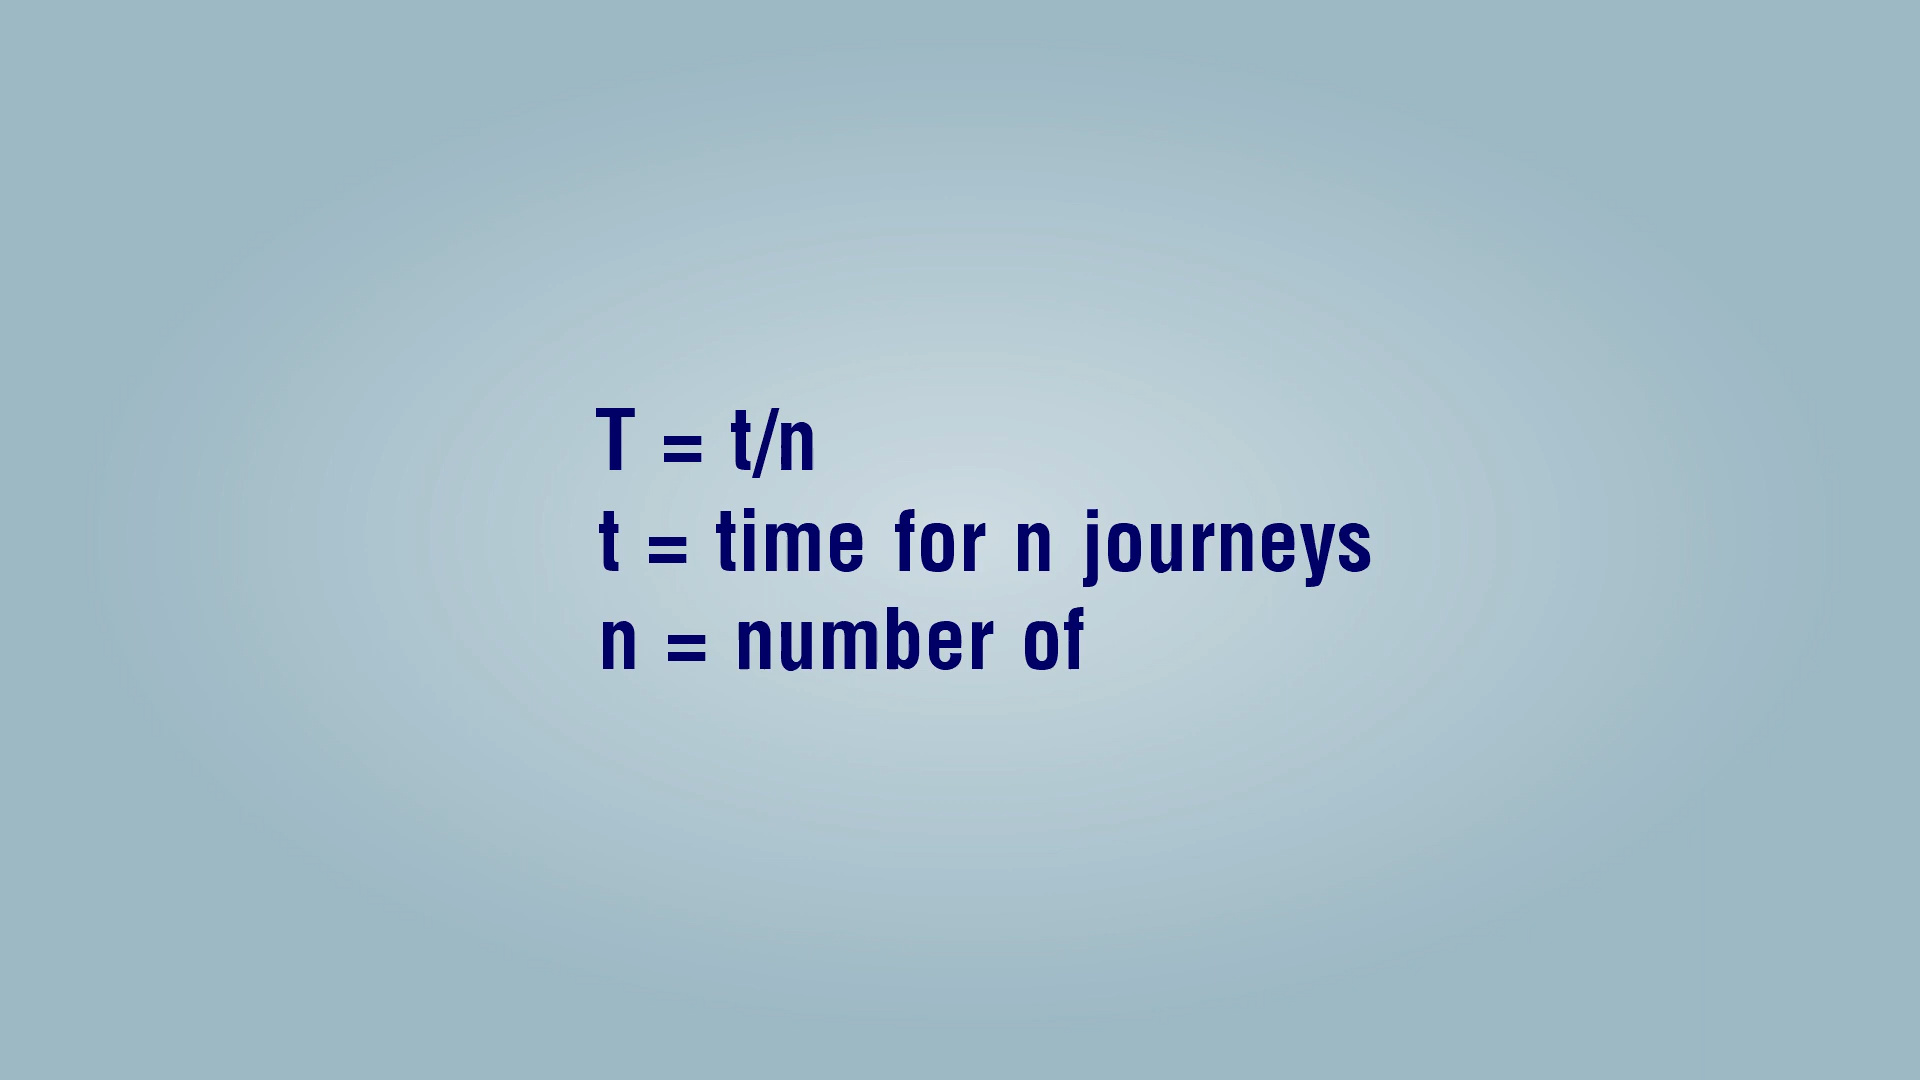 T = t/n
t = time for n journeys
n = number of